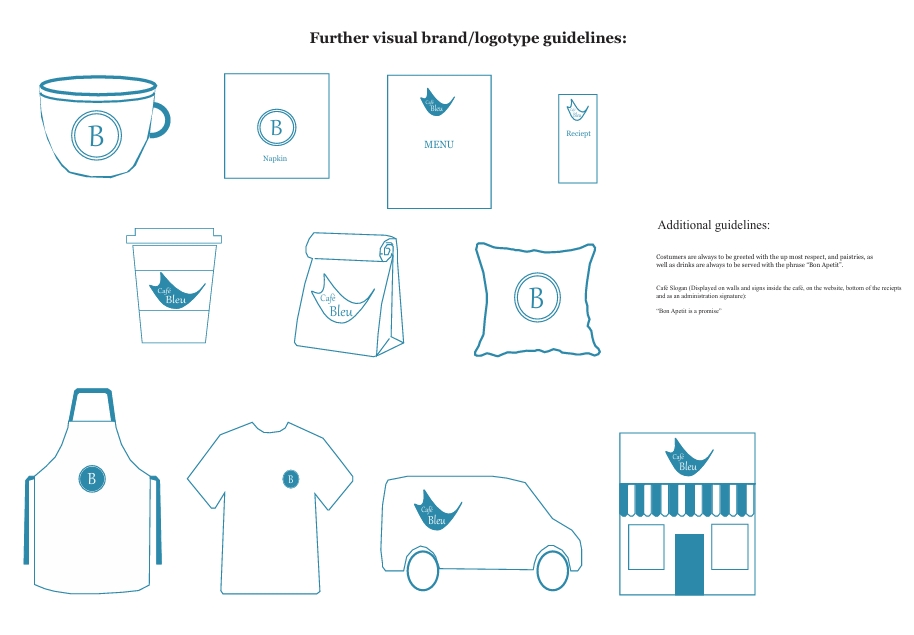 Further visual brand/logotype guidelines:
B
B
Napkin
Café
Bleu
MENU
Café
Bleu
Reciept
Café
Bleu
Café
Bleu
B
Additional guidelines:
Costumers are always to be greeted with the up most respect, and paistries, as
well as drinks are always to be served with the phrase "Bon Apetit".
Café Slogan (Displayed on walls and signs inside the café, on the website, bottom of the reciepts
and as an administration signature):
"Bon Apetit is a promise"
B
B
Café
Bleu
Café
Bleu